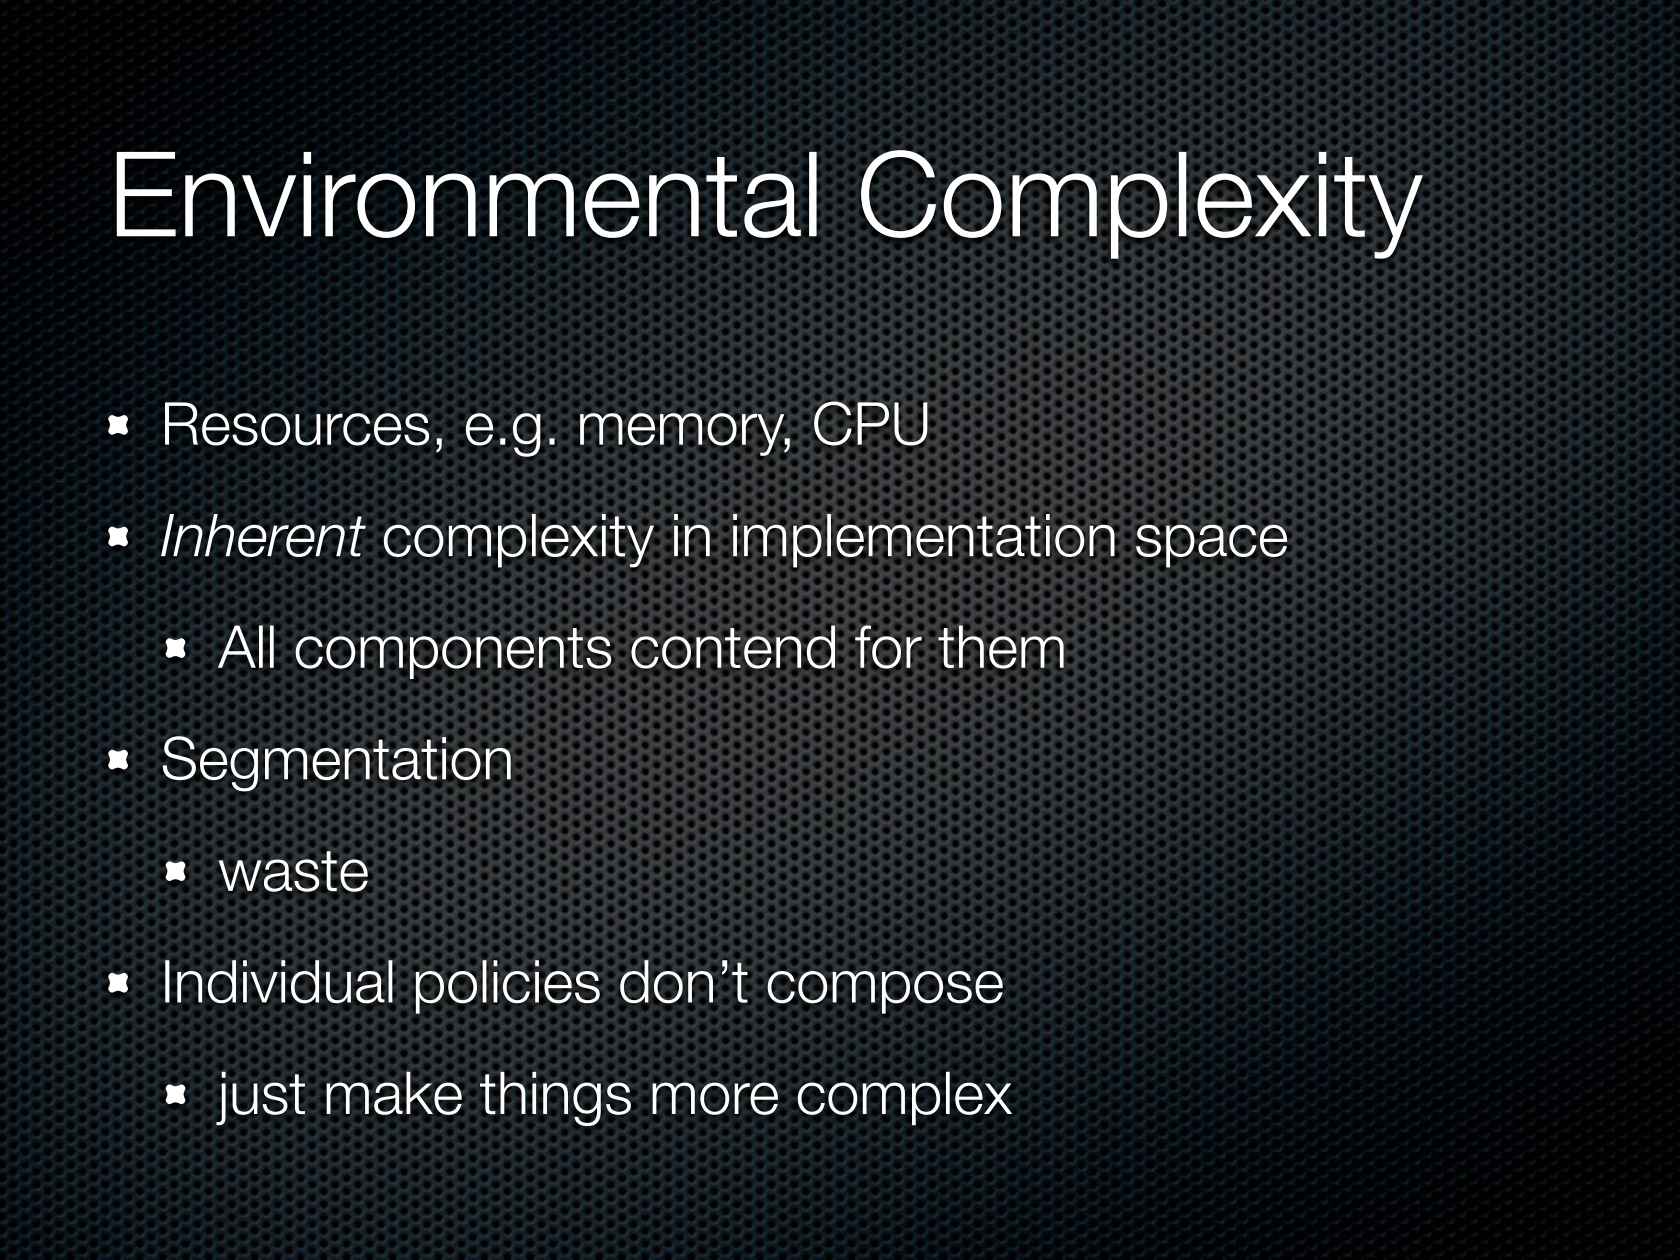 Environmental Complexity
Resources, e.g. memory, CPU
Inherent complexity in implementation space
All components contend for them
Segmentation
waste
Individual policies don’t compose
just make things more complex